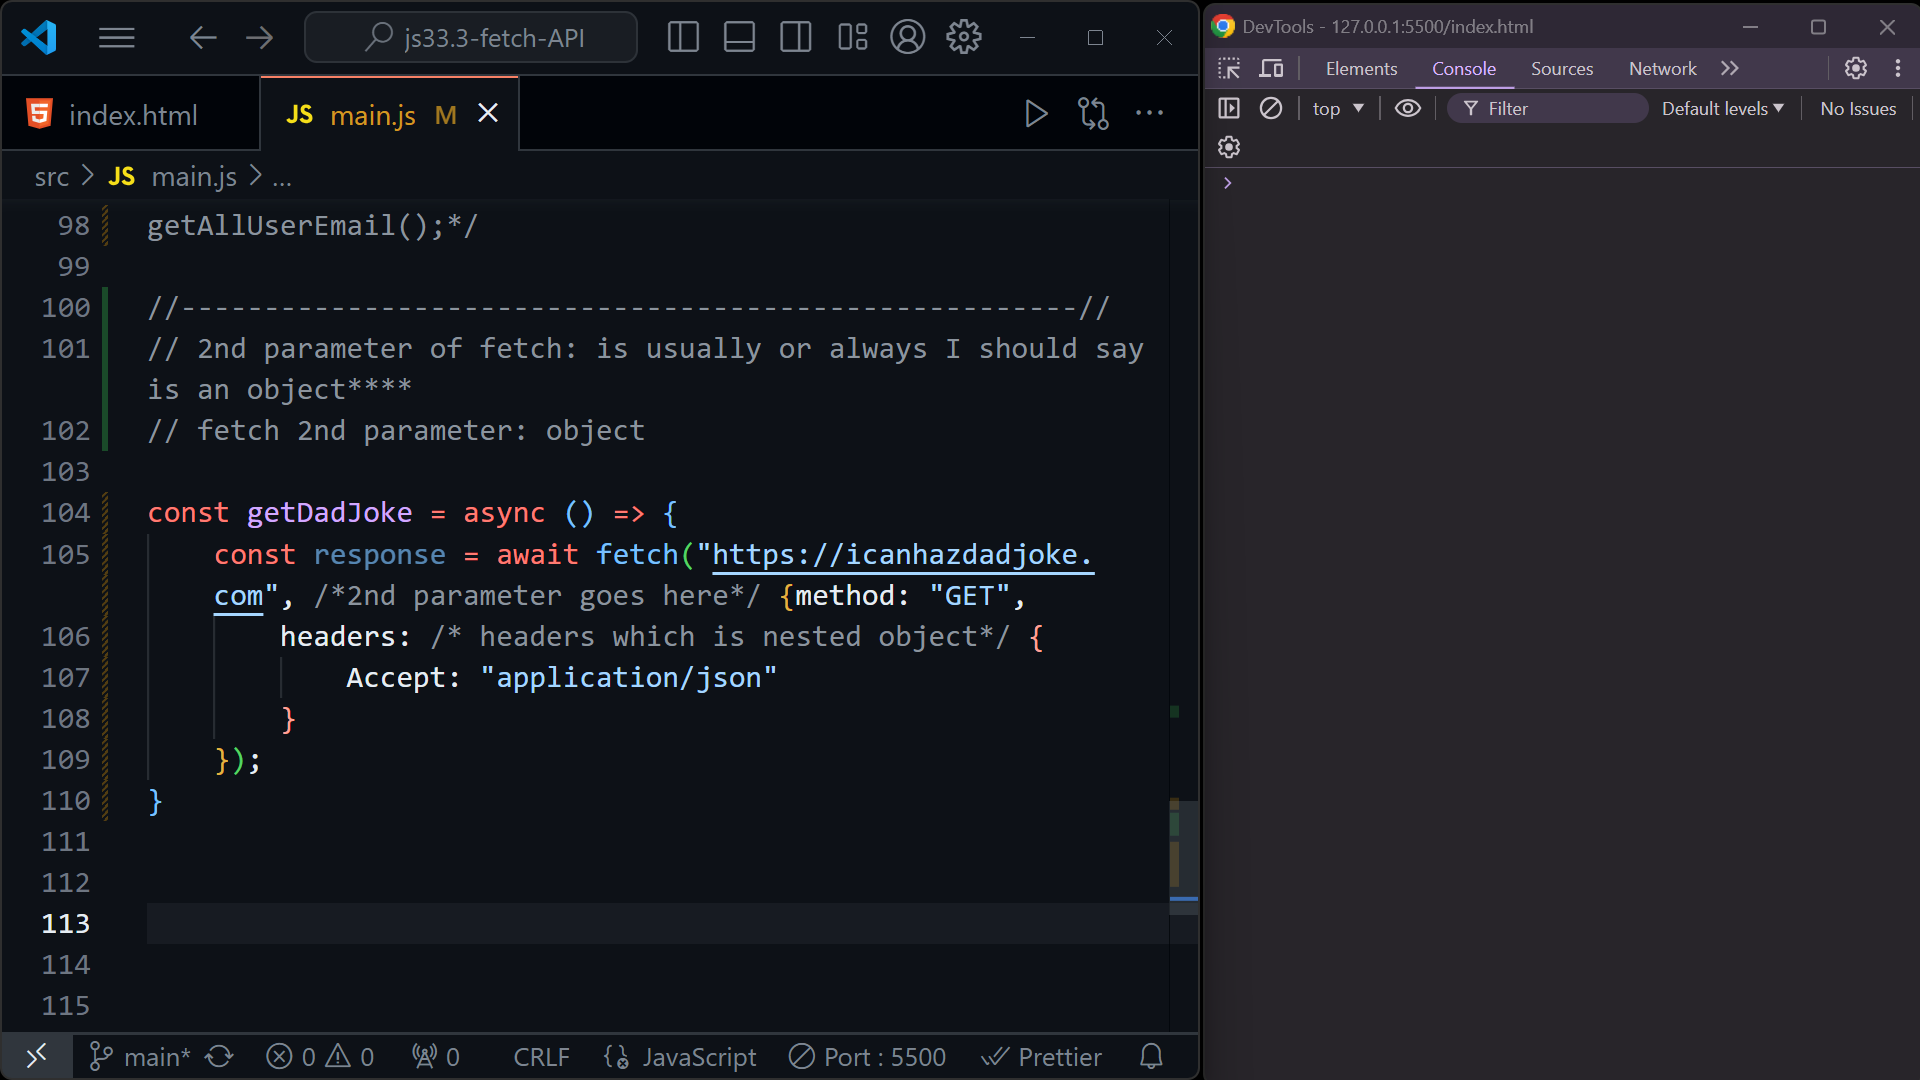 js33.3-fetch-API
index.html
JS main.js M
src > JS main.js > ...
98 getAllUserEmail();*/
99
100 //------------------------------------------------------//
101 // 2nd parameter of fetch: is usually or always I should say
is an object****
102 // fetch 2nd parameter: object
103
104 const getDadJoke = async () => {
105 const response = await fetch("https://icanhazdadjoke.
com", /*2nd parameter goes here*/ {method: "GET",
106 headers: /* headers which is nested object*/ {
107 Accept: "application/json"
108 }
109 });
110 }
111
112
113
114
115
main* 0 0 0 CRLF JavaScript Port : 5500 Prettier
DevTools - 127.0.0.1:5500/index.html
Elements Console Sources Network
top Filter Default levels No Issues